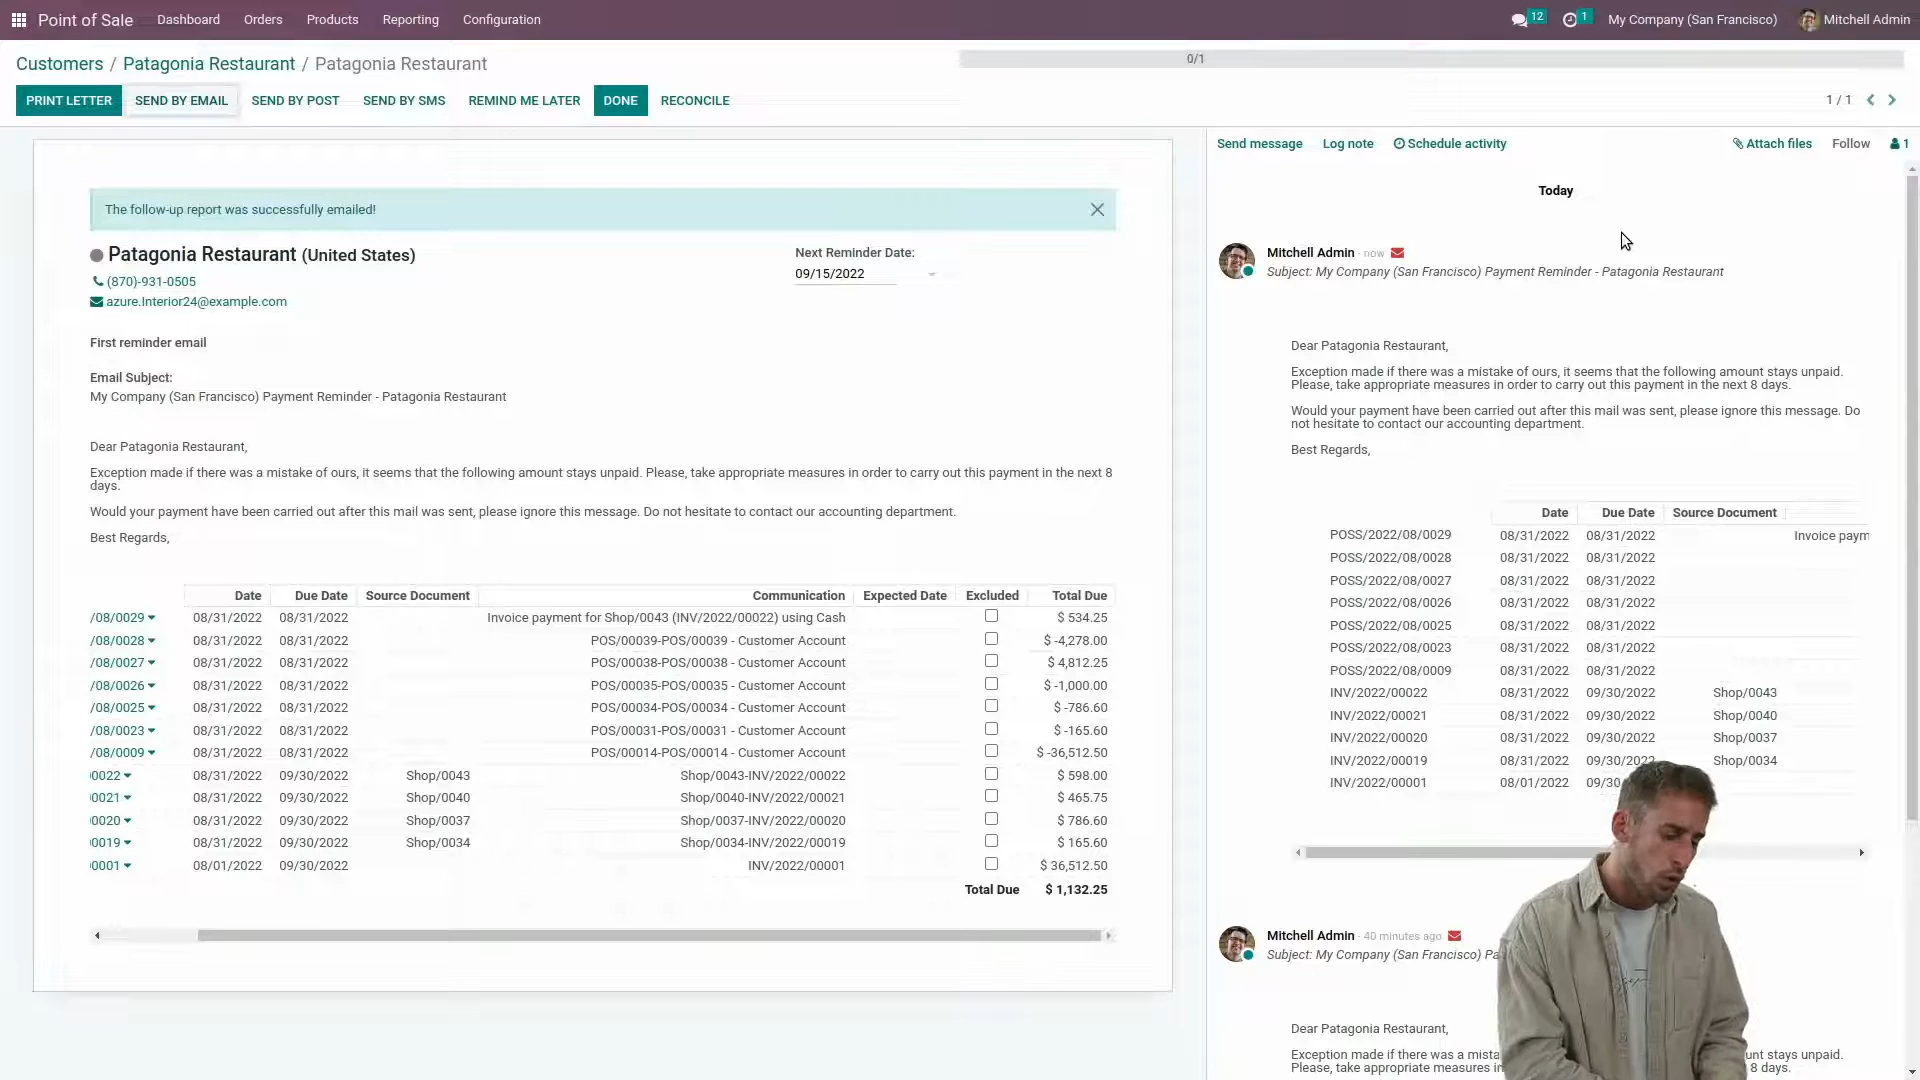 Point of Sale Dashboard Orders Products Reporting Configuration 12 1 My Company (San Francisco) Mitchell Admin
Customers / Patagonia Restaurant / Patagonia Restaurant
0/1
PRINT LETTER SEND BY EMAIL SEND BY POST SEND BY SMS REMIND ME LATER DONE RECONCILE
1 / 1
The follow-up report was successfully emailed!
Patagonia Restaurant (United States)
(870)-931-0505
azure.Interior24@example.com
Next Reminder Date:
09/15/2022
First reminder email
Email Subject:
My Company (San Francisco) Payment Reminder - Patagonia Restaurant
Dear Patagonia Restaurant,
Exception made if there was a mistake of ours, it seems that the following amount stays unpaid. Please, take appropriate measures in order to carry out this payment in the next 8
days.
Would your payment have been carried out after this mail was sent, please ignore this message. Do not hesitate to contact our accounting department.
Best Regards,
Date Due Date Source Document Communication Expected Date Excluded Total Due
/08/0029 08/31/2022 08/31/2022 Invoice payment for Shop/0043 (INV/2022/00022) using Cash $ 534.25
/08/0028 08/31/2022 08/31/2022 POS/00039-POS/00039 - Customer Account $ -4,278.00
/08/0027 08/31/2022 08/31/2022 POS/00038-POS/00038 - Customer Account $ 4,812.25
/08/0026 08/31/2022 08/31/2022 POS/00035-POS/00035 - Customer Account $ -1,000.00
/08/0025 08/31/2022 08/31/2022 POS/00034-POS/00034 - Customer Account $ -786.60
/08/0023 08/31/2022 08/31/2022 POS/00031-POS/00031 - Customer Account $ -165.60
/08/0009 08/31/2022 08/31/2022 POS/00014-POS/00014 - Customer Account $ -36,512.50
0022 08/31/2022 09/30/2022 Shop/0043 Shop/0043-INV/2022/00022 $ 598.00
0021 08/31/2022 09/30/2022 Shop/0040 Shop/0040-INV/2022/00021 $ 465.75
0020 08/31/2022 09/30/2022 Shop/0037 Shop/0037-INV/2022/00020 $ 786.60
0019 08/31/2022 09/30/2022 Shop/0034 Shop/0034-INV/2022/00019 $ 165.60
0001 08/01/2022 09/30/2022 INV/2022/00001 $ 36,512.50
Total Due $ 1,132.25
Send message Log note Schedule activity Attach files Follow 1
Today
Mitchell Admin - now
Subject: My Company (San Francisco) Payment Reminder - Patagonia Restaurant
Dear Patagonia Restaurant,
Exception made if there was a mistake of ours, it seems that the following amount stays unpaid.
Please, take appropriate measures in order to carry out this payment in the next 8 days.
Would your payment have been carried out after this mail was sent, please ignore this message. Do
not hesitate to contact our accounting department.
Best Regards,
Date Due Date Source Document
POSS/2022/08/0029 08/31/2022 08/31/2022 Invoice paym
POSS/2022/08/0028 08/31/2022 08/31/2022
POSS/2022/08/0027 08/31/2022 08/31/2022
POSS/2022/08/0026 08/31/2022 08/31/2022
POSS/2022/08/0025 08/31/2022 08/31/2022
POSS/2022/08/0023 08/31/2022 08/31/2022
POSS/2022/08/0009 08/31/2022 08/31/2022
INV/2022/00022 08/31/2022 09/30/2022 Shop/0043
INV/2022/00021 08/31/2022 09/30/2022 Shop/0040
INV/2022/00020 08/31/2022 09/30/2022 Shop/0037
INV/2022/00019 08/31/2022 09/30/2022 Shop/0034
INV/2022/00001 08/01/2022 09/30
Mitchell Admin - 40 minutes ago
Subject: My Company (San Francisco) Pa
Dear Patagonia Restaurant,
Exception made if there was a mista unt stays unpaid.
Please, take appropriate measures in 8 days.